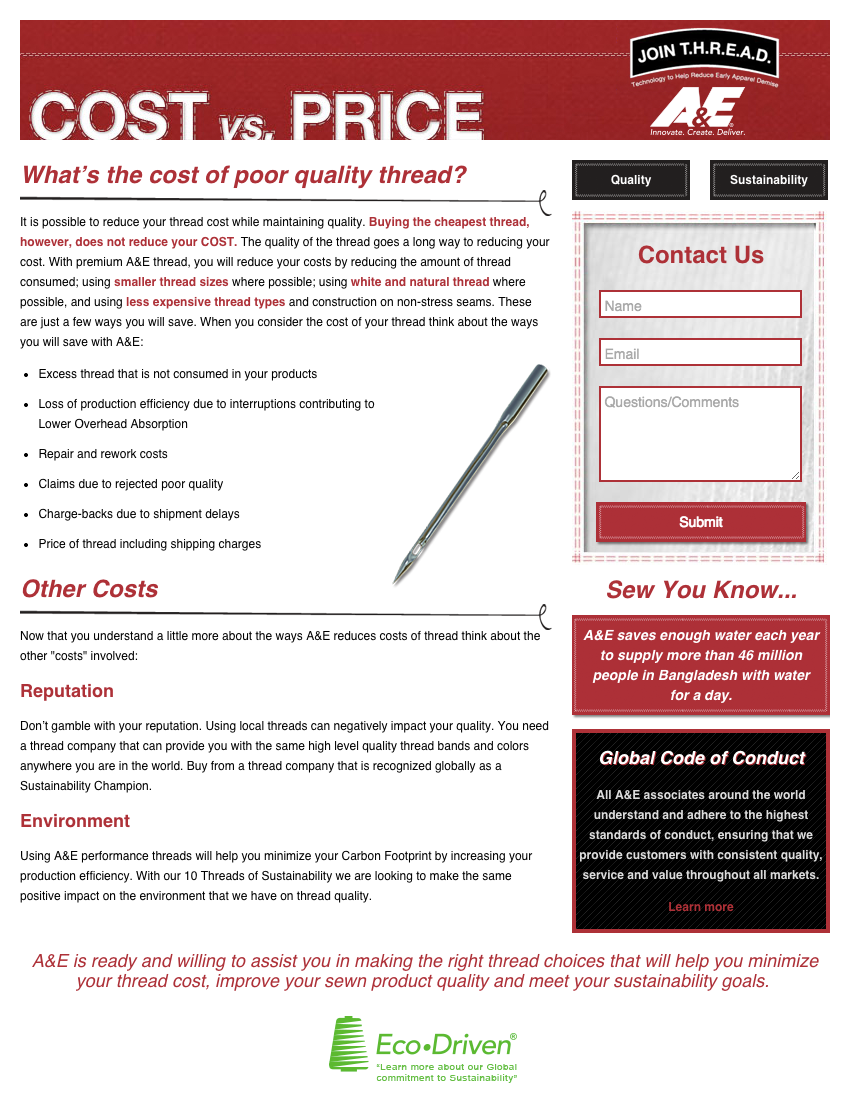 JOIN T.H.R.E.A.D.
Technology to Help Reduce Early Apparel Demise
COST vs. PRICE
A&E®
Innovate. Create. Deliver.
What's the cost of poor quality thread?
It is possible to reduce your thread cost while maintaining quality. Buying the cheapest thread,
however, does not reduce your COST. The quality of the thread goes a long way to reducing your
cost. With premium A&E thread, you will reduce your costs by reducing the amount of thread
consumed; using smaller thread sizes where possible; using white and natural thread where
possible, and using less expensive thread types and construction on non-stress seams. These
are just a few ways you will save. When you consider the cost of your thread think about the ways
you will save with A&E:
• Excess thread that is not consumed in your products
• Loss of production efficiency due to interruptions contributing to
Lower Overhead Absorption
• Repair and rework costs
• Claims due to rejected poor quality
• Charge-backs due to shipment delays
• Price of thread including shipping charges
Other Costs
Now that you understand a little more about the ways A&E reduces costs of thread think about the
other "costs" involved:
Reputation
Don't gamble with your reputation. Using local threads can negatively impact your quality. You need
a thread company that can provide you with the same high level quality thread bands and colors
anywhere you are in the world. Buy from a thread company that is recognized globally as a
Sustainability Champion.
Environment
Using A&E performance threads will help you minimize your Carbon Footprint by increasing your
production efficiency. With our 10 Threads of Sustainability we are looking to make the same
positive impact on the environment that we have on thread quality.
Quality
Sustainability
Contact Us
Name
Email
Questions/Comments
Submit
Sew You Know...
A&E saves enough water each year
to supply more than 46 million
people in Bangladesh with water
for a day.
Global Code of Conduct
All A&E associates around the world
understand and adhere to the highest
standards of conduct, ensuring that we
provide customers with consistent quality,
service and value throughout all markets.
Learn more
A&E is ready and willing to assist you in making the right thread choices that will help you minimize
your thread cost, improve your sewn product quality and meet your sustainability goals.
Eco•Driven®
"Learn more about our Global
commitment to Sustainability"